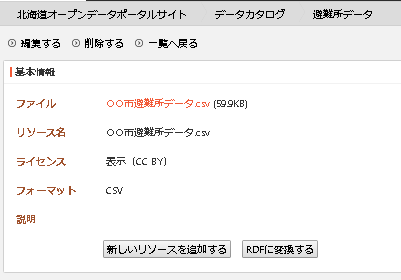 北海道オープンデータポータルサイト データカタログ 避難所データ
編集する 削除する 一覧へ戻る
基本情報
ファイル 〇〇市避難所データ.csv (59.9KB)
リソース名 〇〇市避難所データ.csv
ライセンス 表示（CC BY）
フォーマット CSV
説明
新しいリソースを追加する RDFに変換する